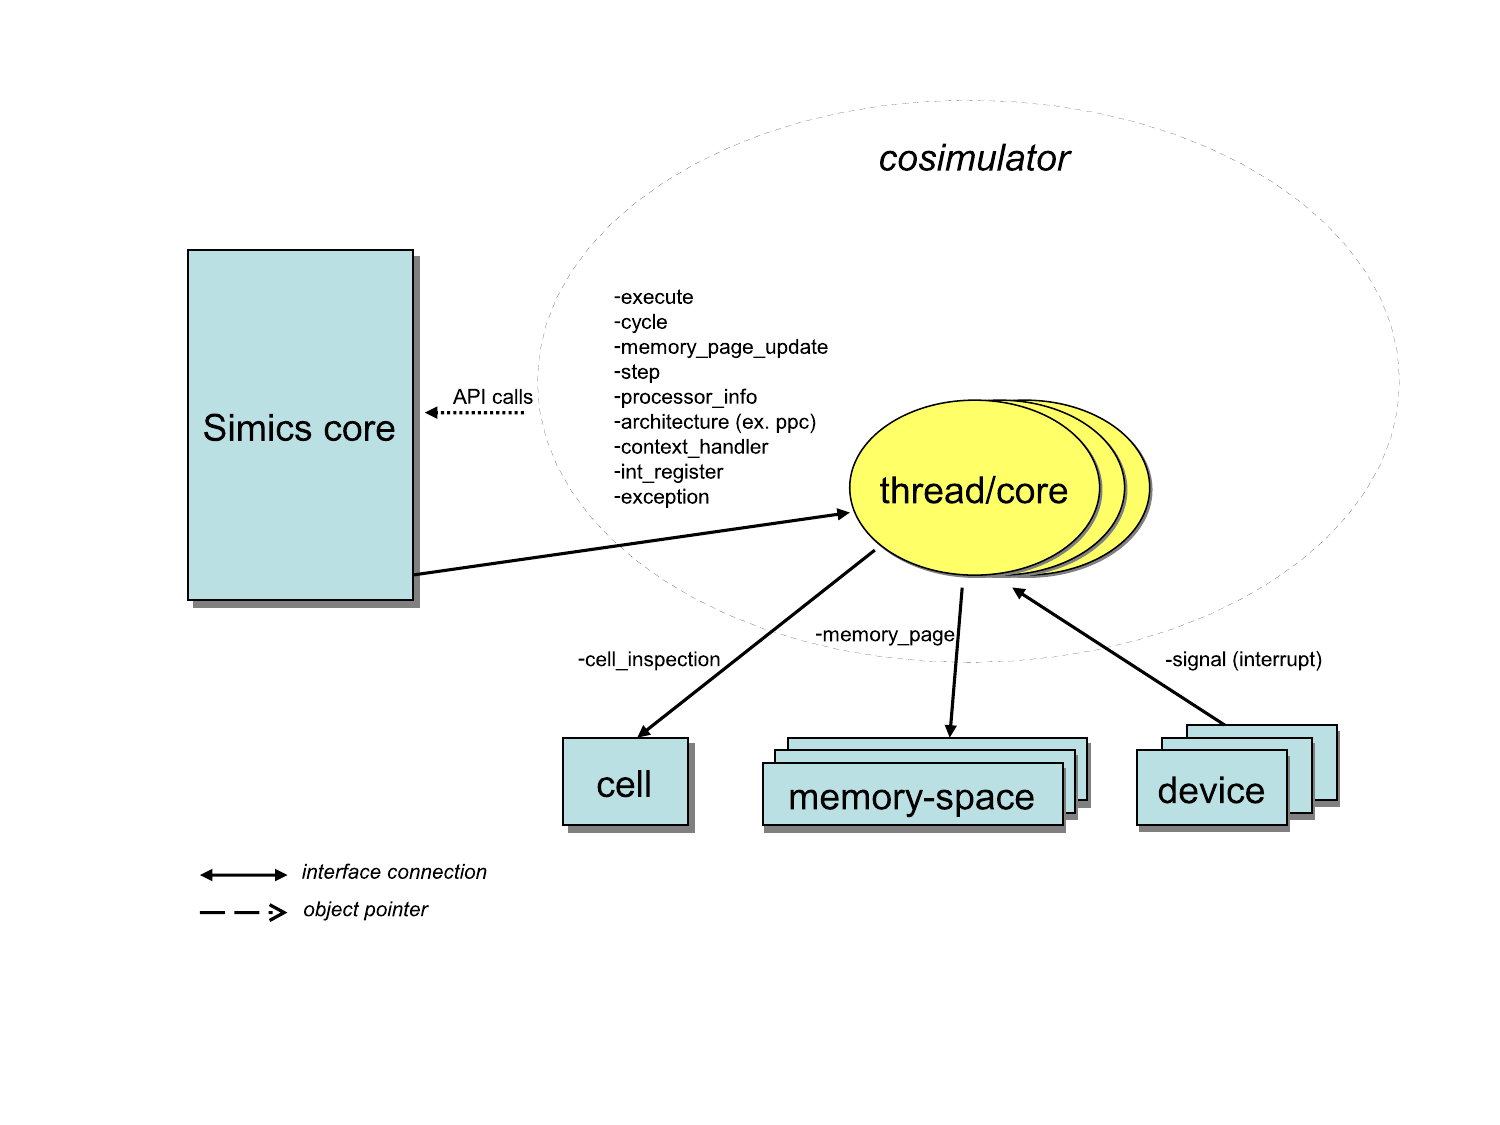 cosimulator
-execute
-cycle
-memory_page_update
-step
-processor_info
-architecture (ex. ppc)
-context_handler
-int_register
-exception
API calls
Simics core
thread/core
-cell_inspection
-memory_page
-signal (interrupt)
cell
memory-space
device
interface connection
object pointer